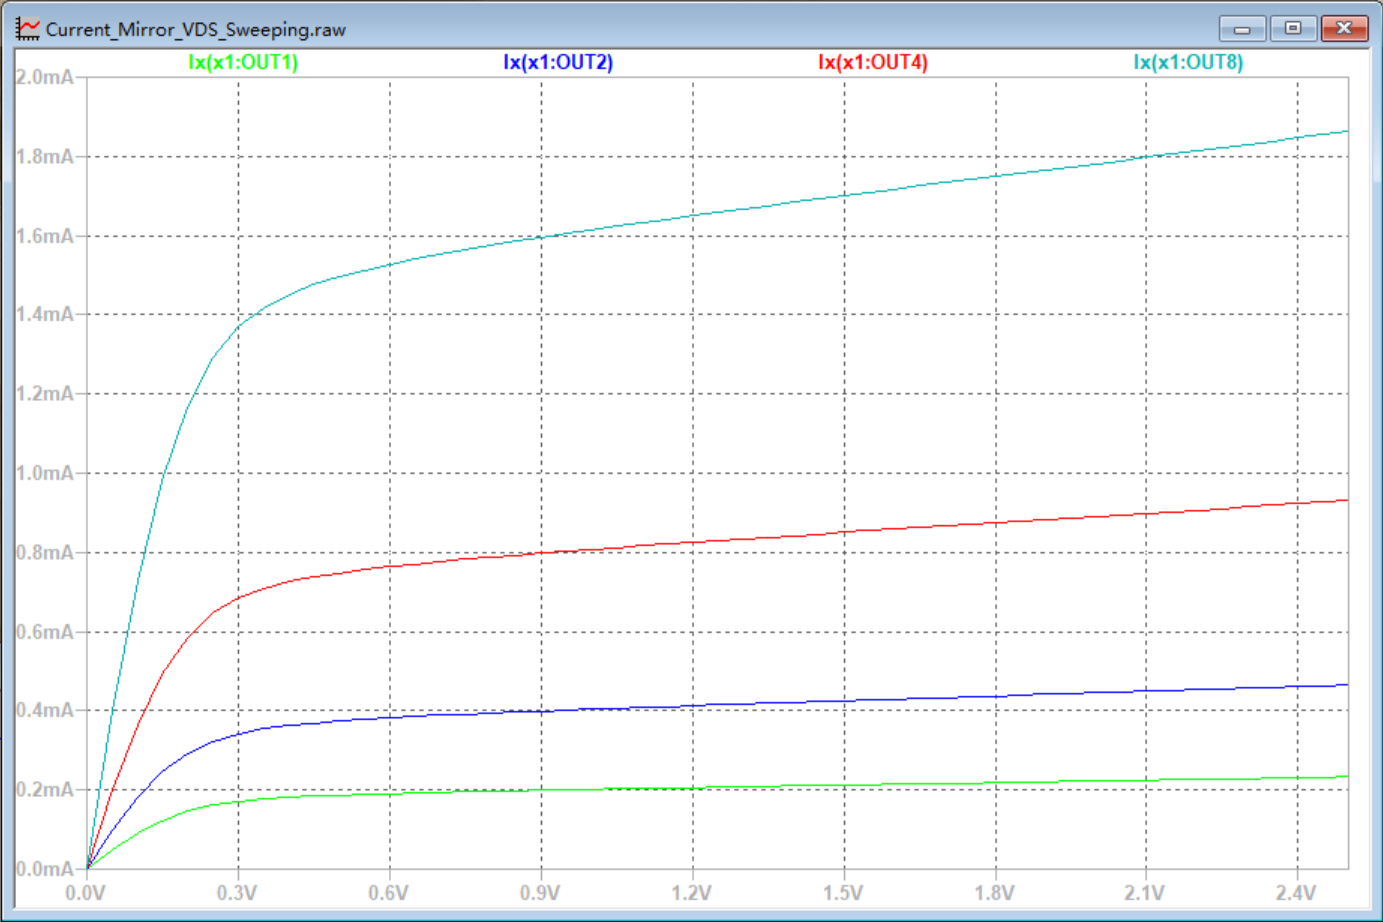 Current_Mirror_VDS_Sweeping.raw
Ix(x1:OUT1) Ix(x1:OUT2) Ix(x1:OUT4) Ix(x1:OUT8)
2.0mA
1.8mA
1.6mA
1.4mA
1.2mA
1.0mA
0.8mA
0.6mA
0.4mA
0.2mA
0.0mA
0.0V 0.3V 0.6V 0.9V 1.2V 1.5V 1.8V 2.1V 2.4V